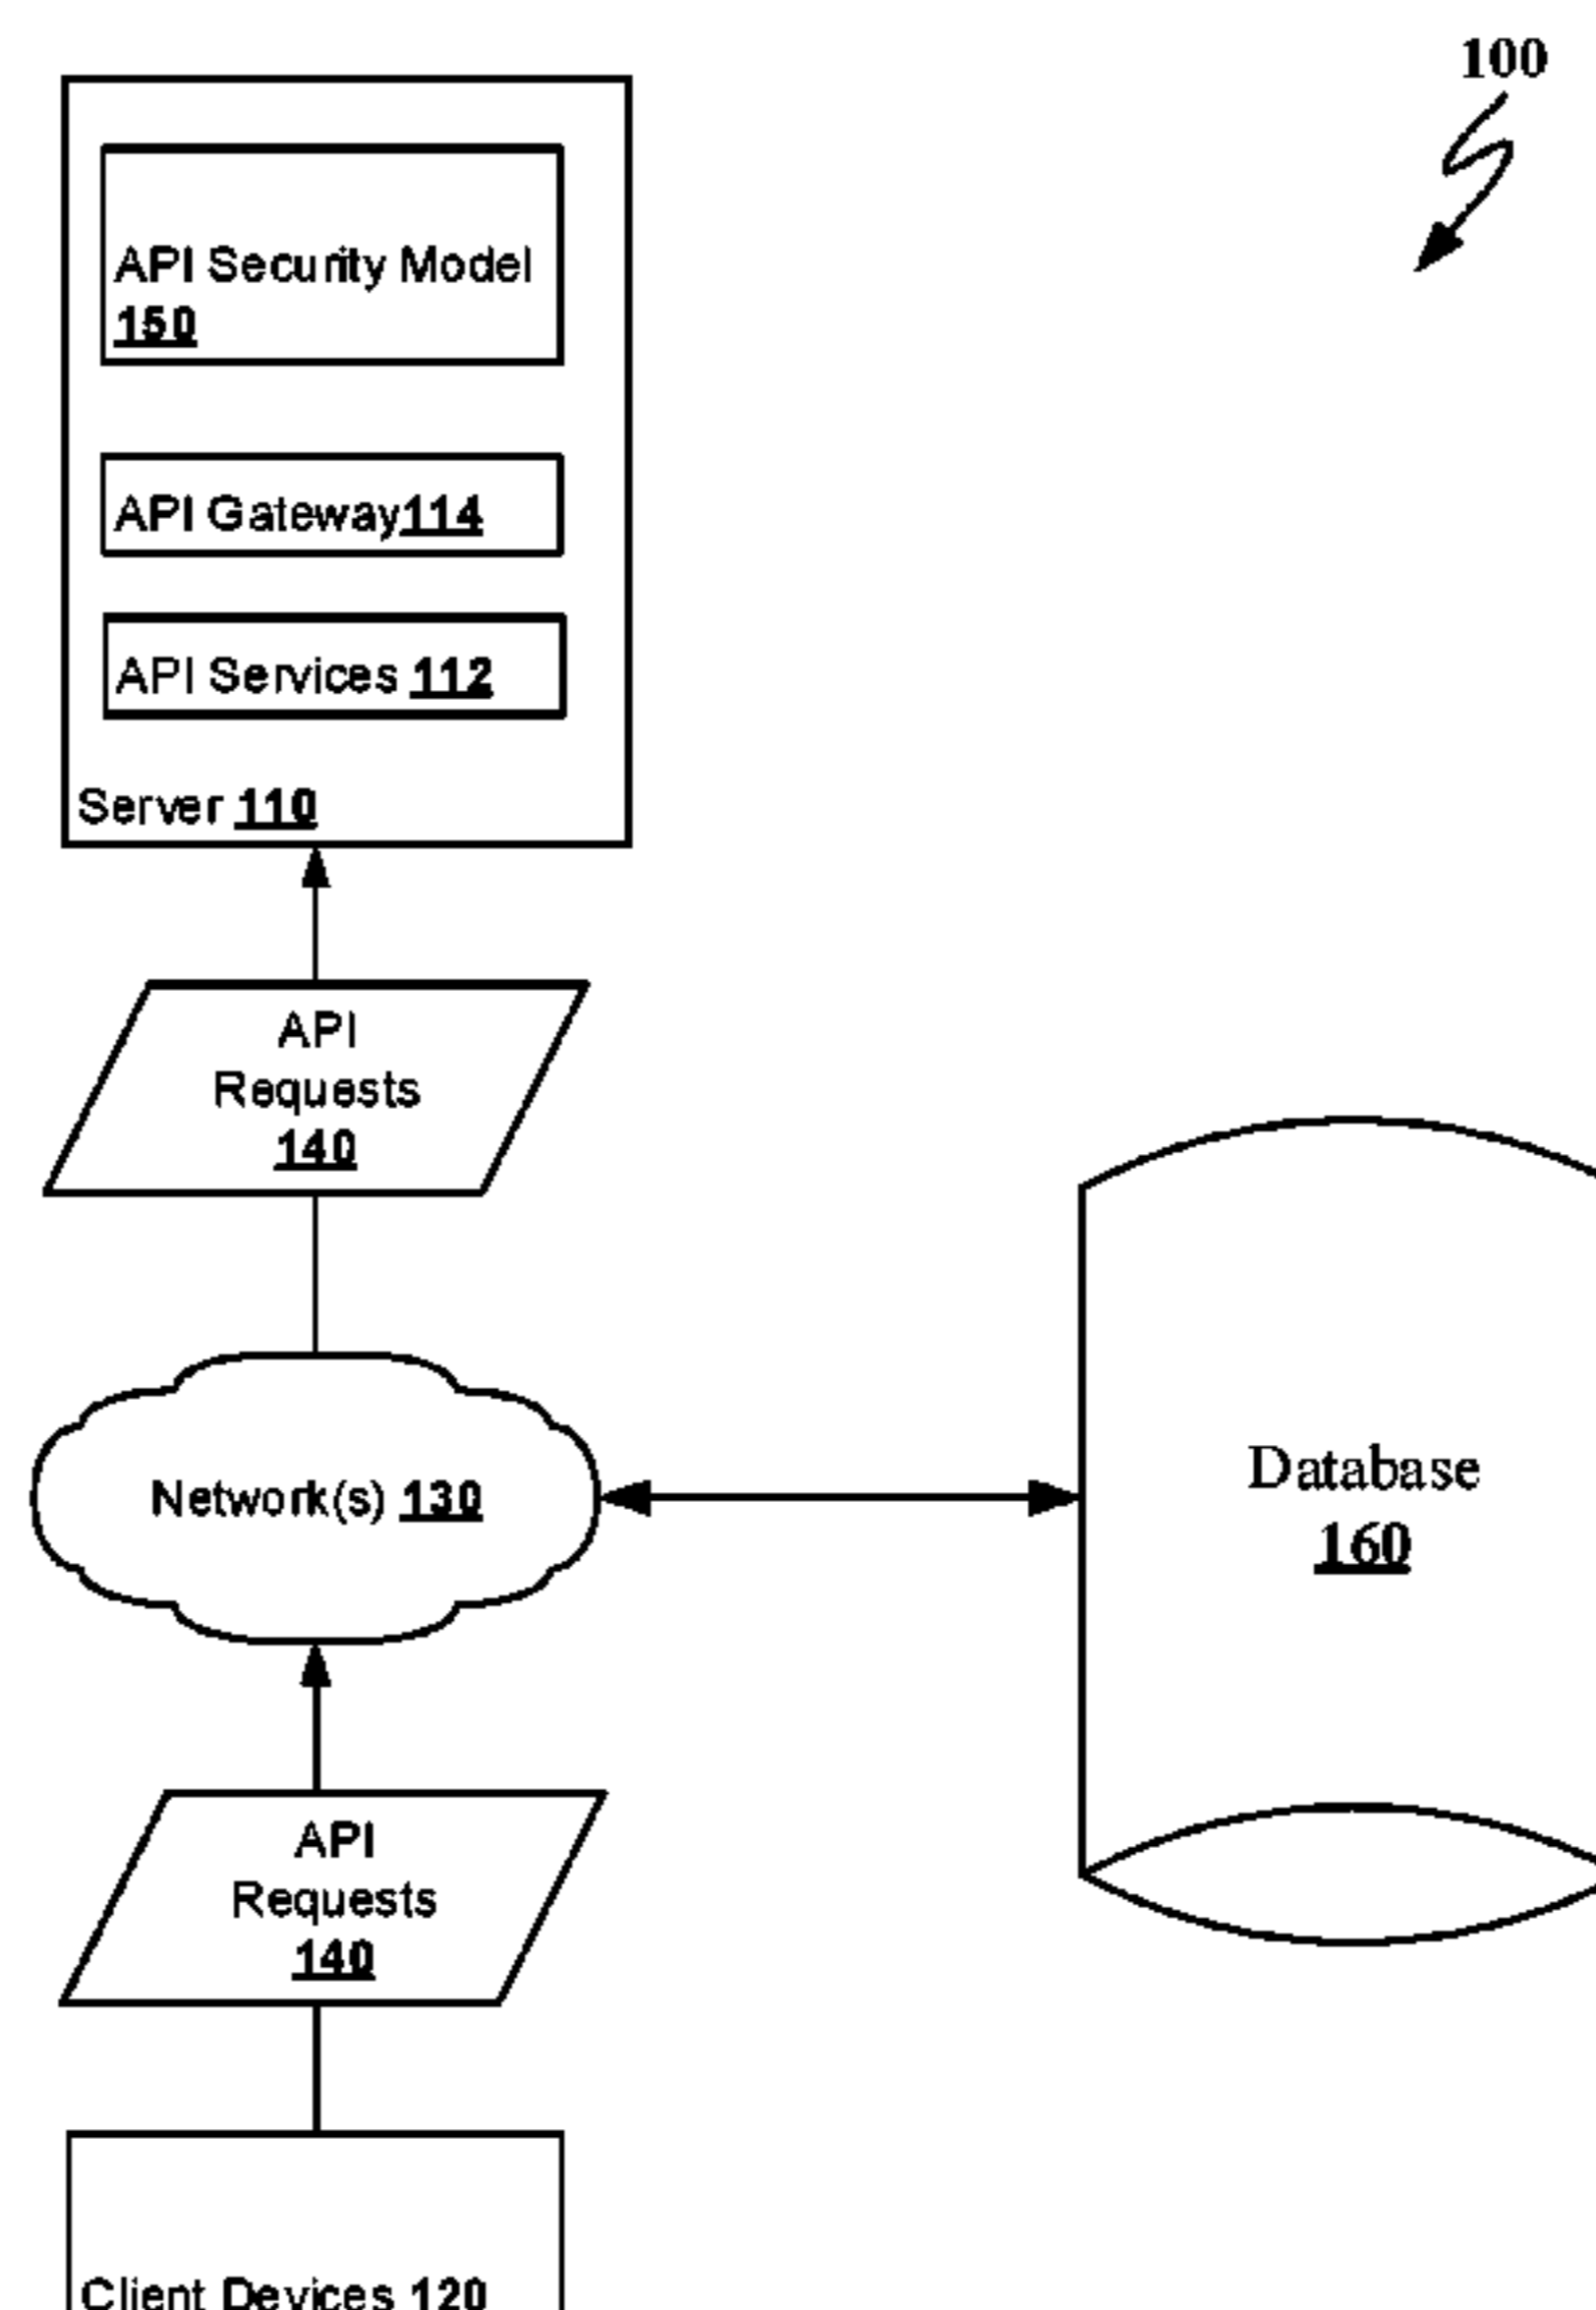 100
API Security Model
150
API Gateway114
API Services 112
Server 110
API
Requests
140
Network(s) 130
Database
160
API
Requests
140
Client Devices 120